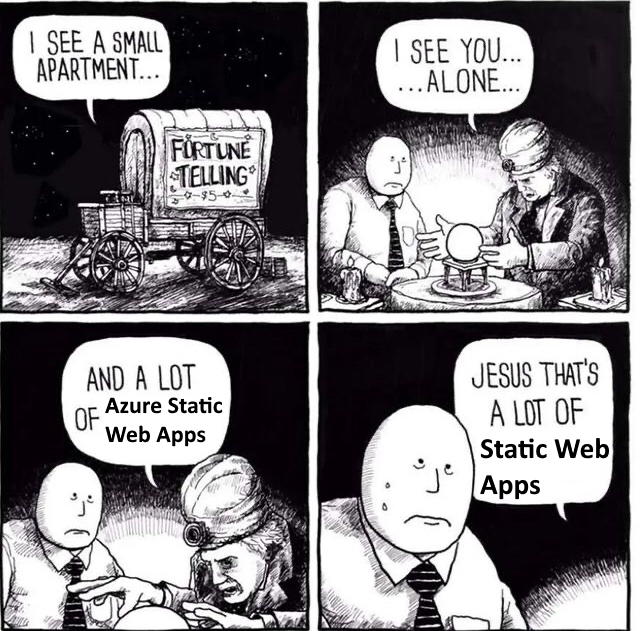 I SEE A SMALL
APARTMENT...
FORTUNE
TELLING
$5
I SEE YOU...
...ALONE...
AND A LOT
OF Azure Static
Web Apps
JESUS THAT'S
A LOT OF
Static Web
Apps